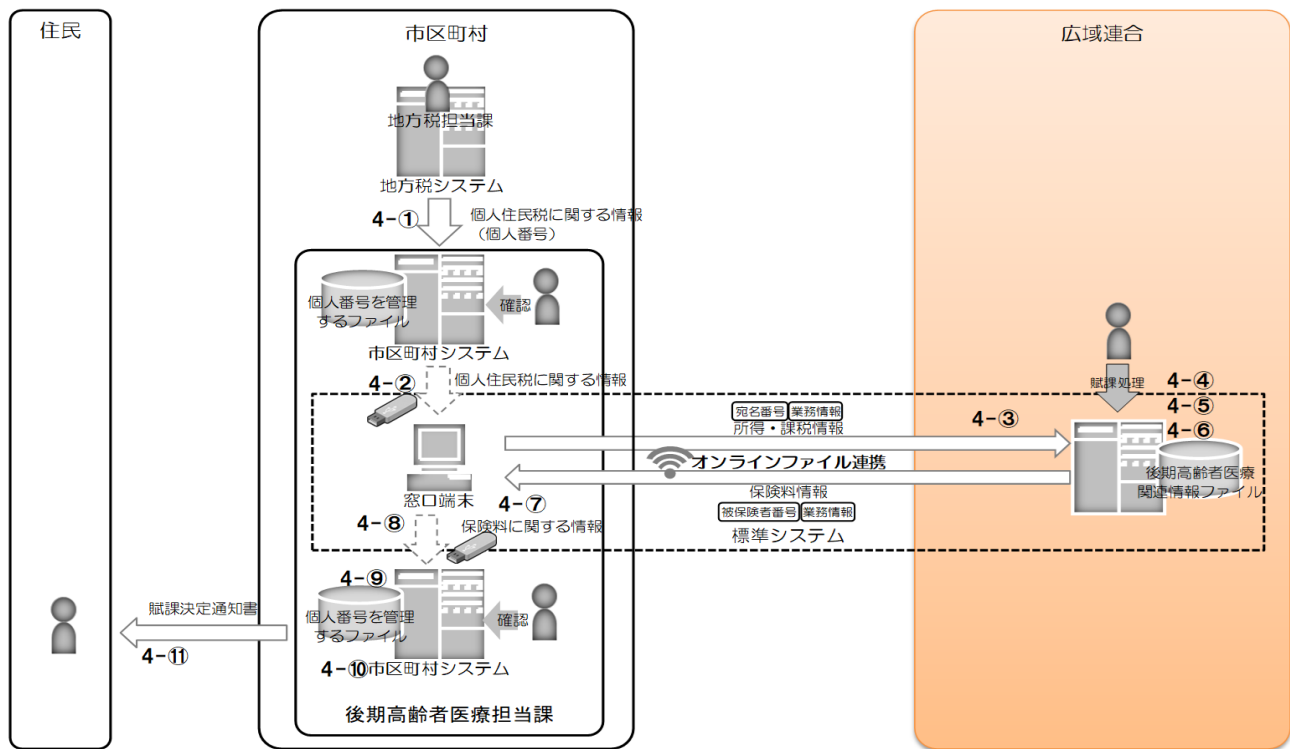 住民
市区町村
広域連合
地方税担当課
地方税システム
4-①
個人住民税に関する情報
（個人番号）
個人番号を管理
するファイル
確認
市区町村システム
4-②
個人住民税に関する情報
宛名番号 業務情報
所得・課税情報
4-③
賦課処理
4-④
4-⑤
4-⑥
オンラインファイル連携
後期高齢者医療
関連情報ファイル
窓口端末
4-⑦
保険料情報
被保険者番号 業務情報
標準システム
4-⑧
保険料に関する情報
4-⑨
個人番号を管理
するファイル
確認
4-⑩市区町村システム
賦課決定通知書
4-⑪
後期高齢者医療担当課